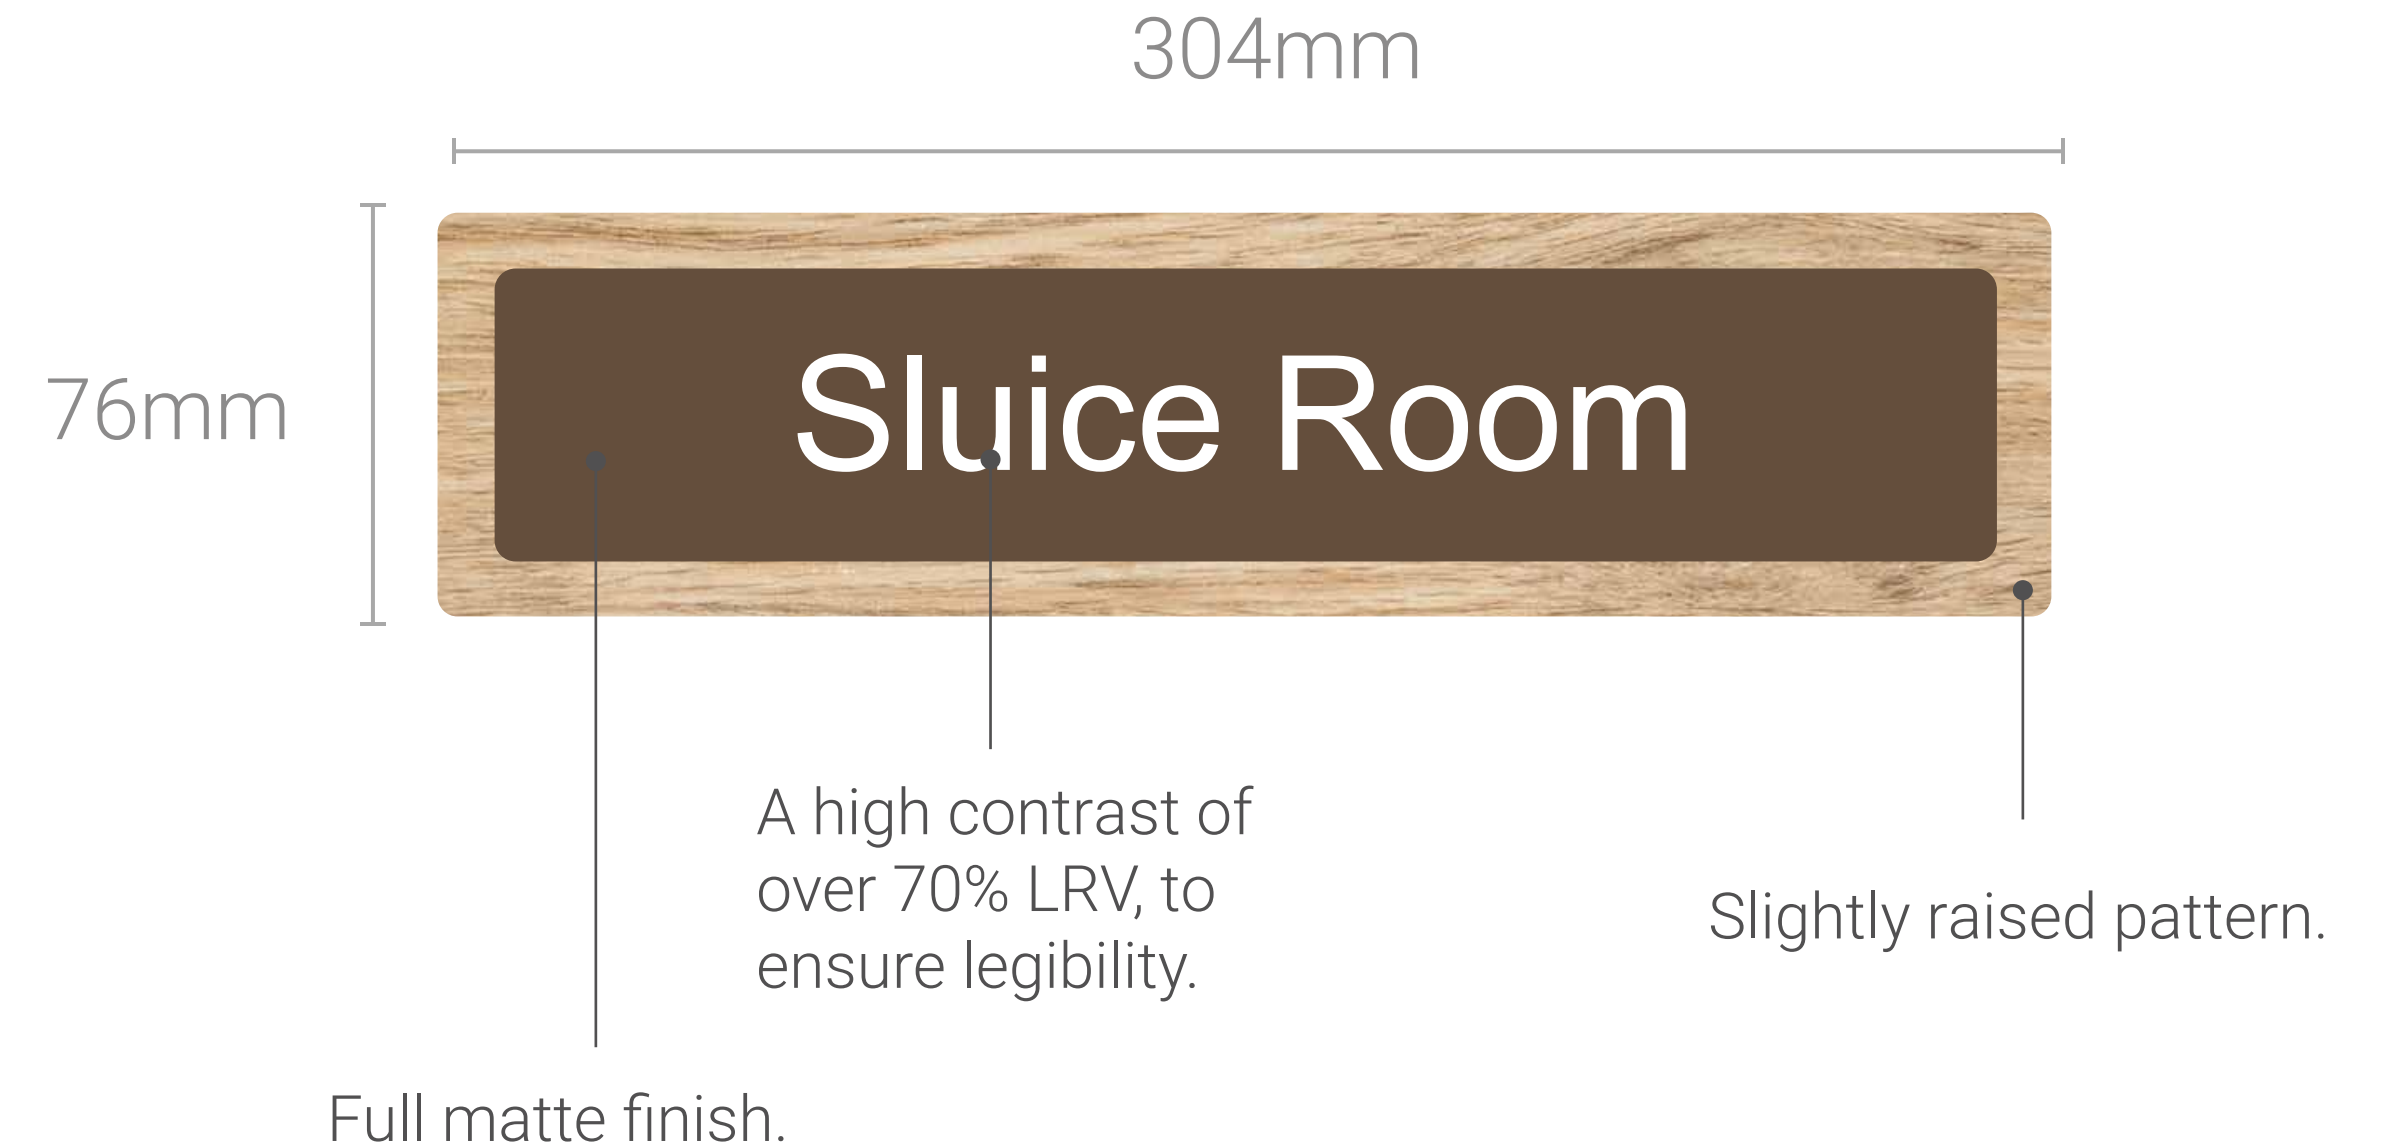 304mm
76mm
Sluice Room
A high contrast of
over 70% LRV, to
ensure legibility.
Slightly raised pattern.
Full matte finish.